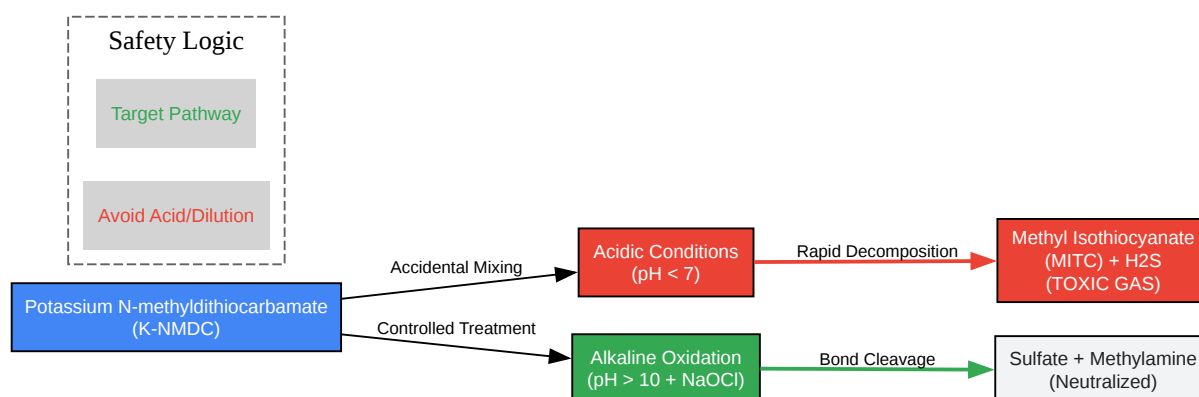 Safety Logic
Target Pathway
Avoid Acid/Dilution
Potassium N-methyldithiocarbamate
(K-NMDC)
Accidental Mixing
Controlled Treatment
Acidic Conditions
(pH < 7)
Alkaline Oxidation
(pH > 10 + NaOCl)
Rapid Decomposition
Bond Cleavage
Methyl Isothiocyanate
(MITC) + H2S
(TOXIC GAS)
Sulfate + Methylamine
(Neutralized)